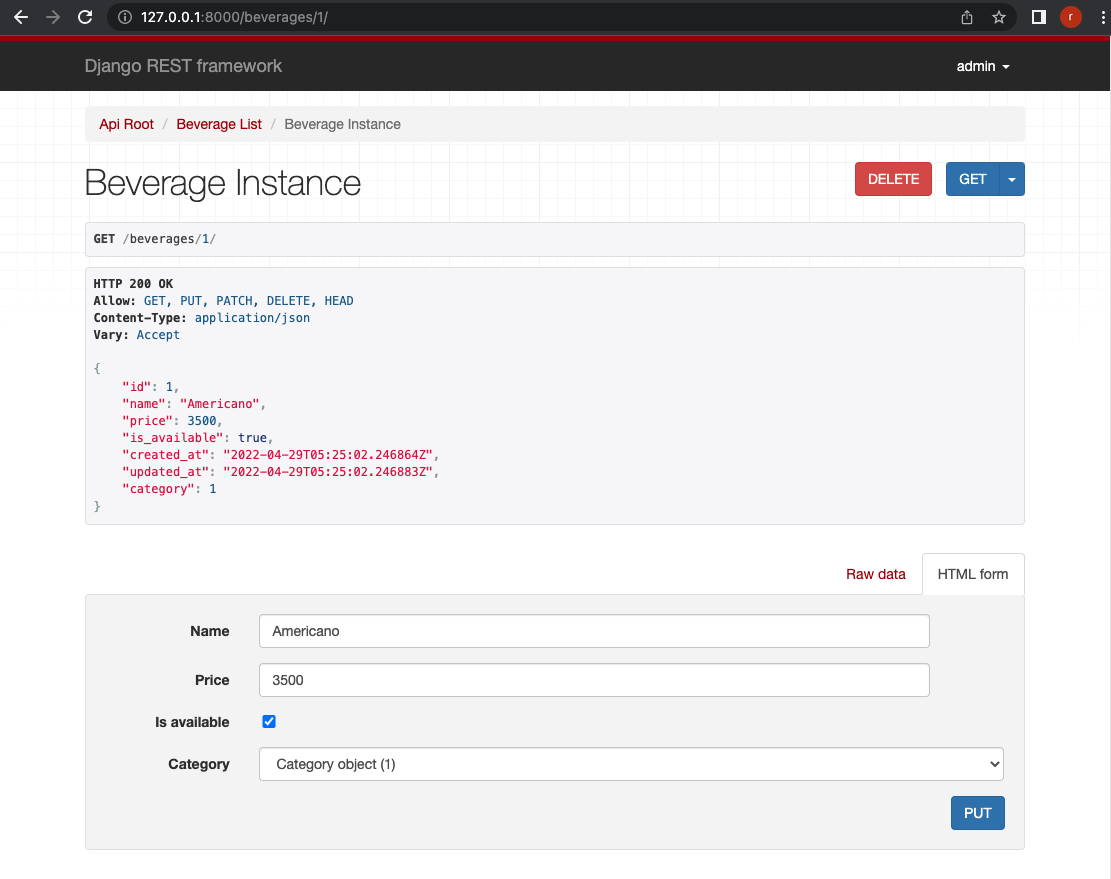 127.0.0.1:8000/beverages/1/
r
Django REST framework
admin
Api Root / Beverage List / Beverage Instance
Beverage Instance
DELETE
GET
GET /beverages/1/
HTTP 200 OK
Allow: GET, PUT, PATCH, DELETE, HEAD
Content-Type: application/json
Vary: Accept
{
    "id": 1,
    "name": "Americano",
    "price": 3500,
    "is_available": true,
    "created_at": "2022-04-29T05:25:02.246864Z",
    "updated_at": "2022-04-29T05:25:02.246883Z",
    "category": 1
}
Raw data
HTML form
Name
Americano
Price
3500
Is available
Category
Category object (1)
PUT